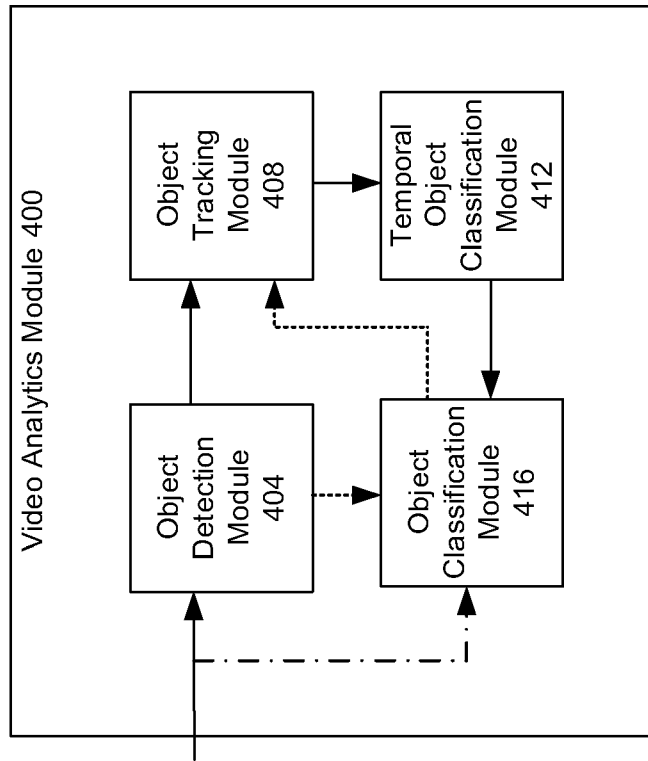 Video Analytics Module 400
Object
Detection
Module
404
Object
Tracking
Module
408
Object
Classification
Module
416
Temporal
Object
Classification
Module
412